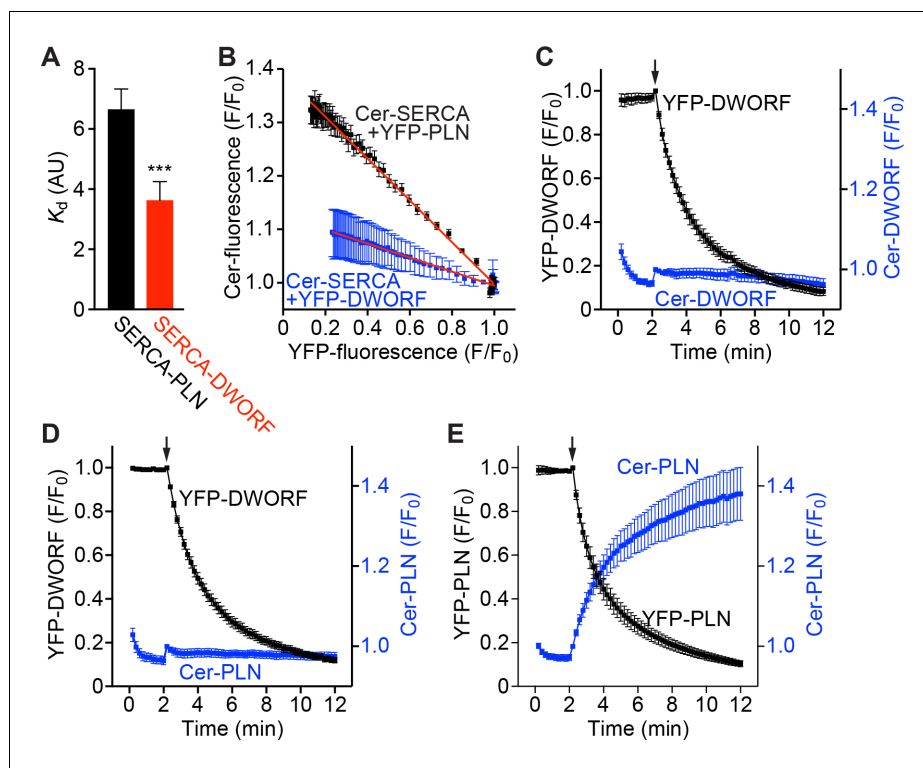 A
8
6
4
2
0
Kd (AU)
***
SERCA-PLN
SERCA-DWORF
B
1.4
1.3
1.2
1.1
1.0
Cer-fluorescence (F/F0)
Cer-SERCA
+YFP-PLN
Cer-SERCA
+YFP-DWORF
0 0.2 0.4 0.6 0.8 1.0
YFP-fluorescence (F/F0)
C
1.0
0.8
0.6
0.4
0.2
0
YFP-DWORF (F/F0)
YFP-DWORF
Cer-DWORF
1.4
1.2
1.0
Cer-DWORF (F/F0)
0 2 4 6 8 10 12
Time (min)
D
1.0
0.8
0.6
0.4
0.2
0
YFP-DWORF (F/F0)
YFP-DWORF
Cer-PLN
1.4
1.2
1.0
Cer-PLN (F/F0)
0 2 4 6 8 10 12
Time (min)
E
1.0
0.8
0.6
0.4
0.2
0
YFP-PLN (F/F0)
Cer-PLN
YFP-PLN
1.4
1.2
1.0
Cer-PLN (F/F0)
0 2 4 6 8 10 12
Time (min)